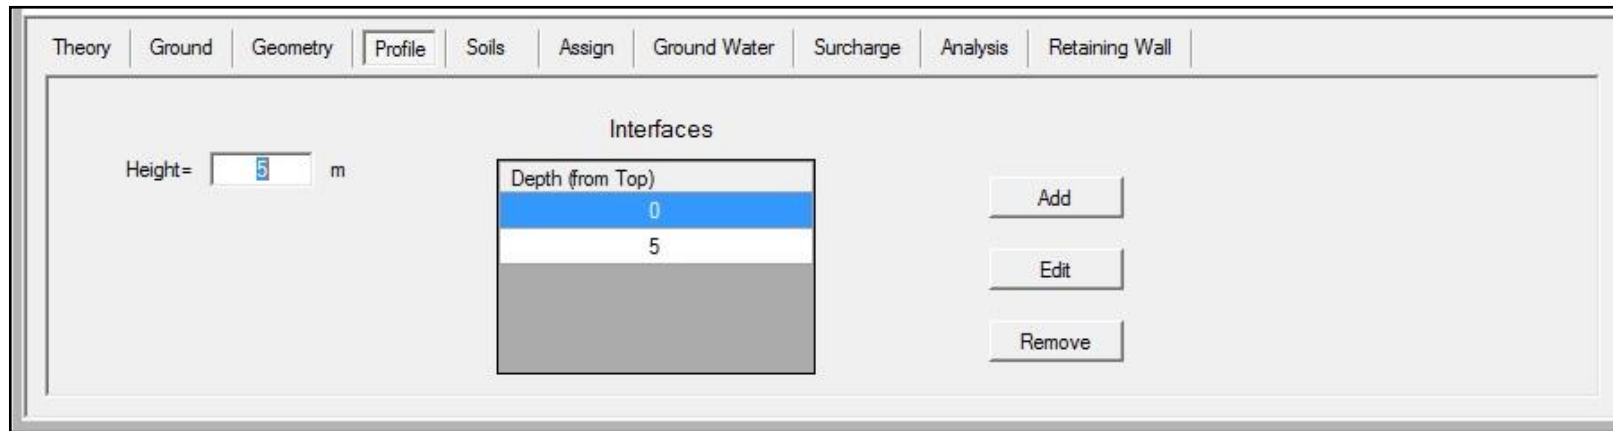 Theory Ground Geometry Profile Soils Assign Ground Water Surcharge Analysis Retaining Wall
Interfaces
Height= 5 m
Depth (from Top)
0
5
Add
Edit
Remove